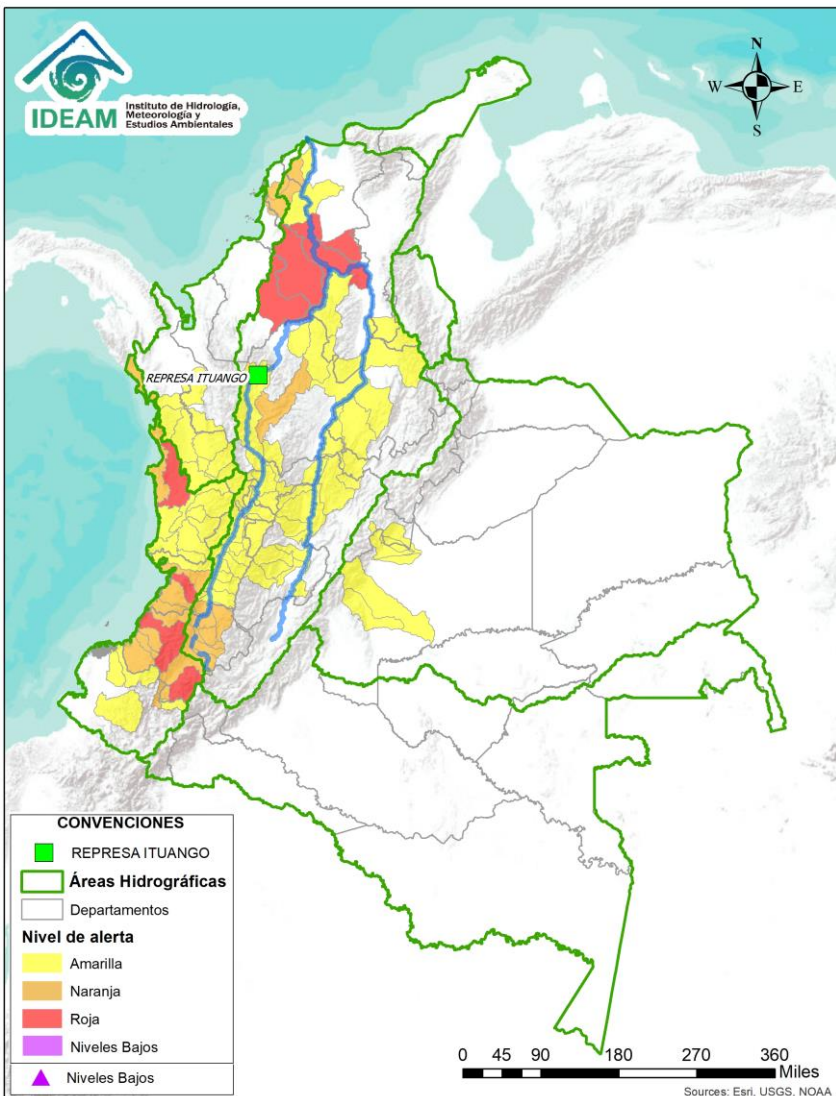 IDEAM
Instituto de Hidrología,
Meteorología y
Estudios Ambientales
N
W
E
S
REPRESA ITUANGO
CONVENCIONES
REPRESA ITUANGO
Áreas Hidrográficas
Departamentos
Nivel de alerta
Amarilla
Naranja
Roja
Niveles Bajos
Niveles Bajos
0 45 90 180 270 360
Miles
Sources: Esri, USGS, NOAA